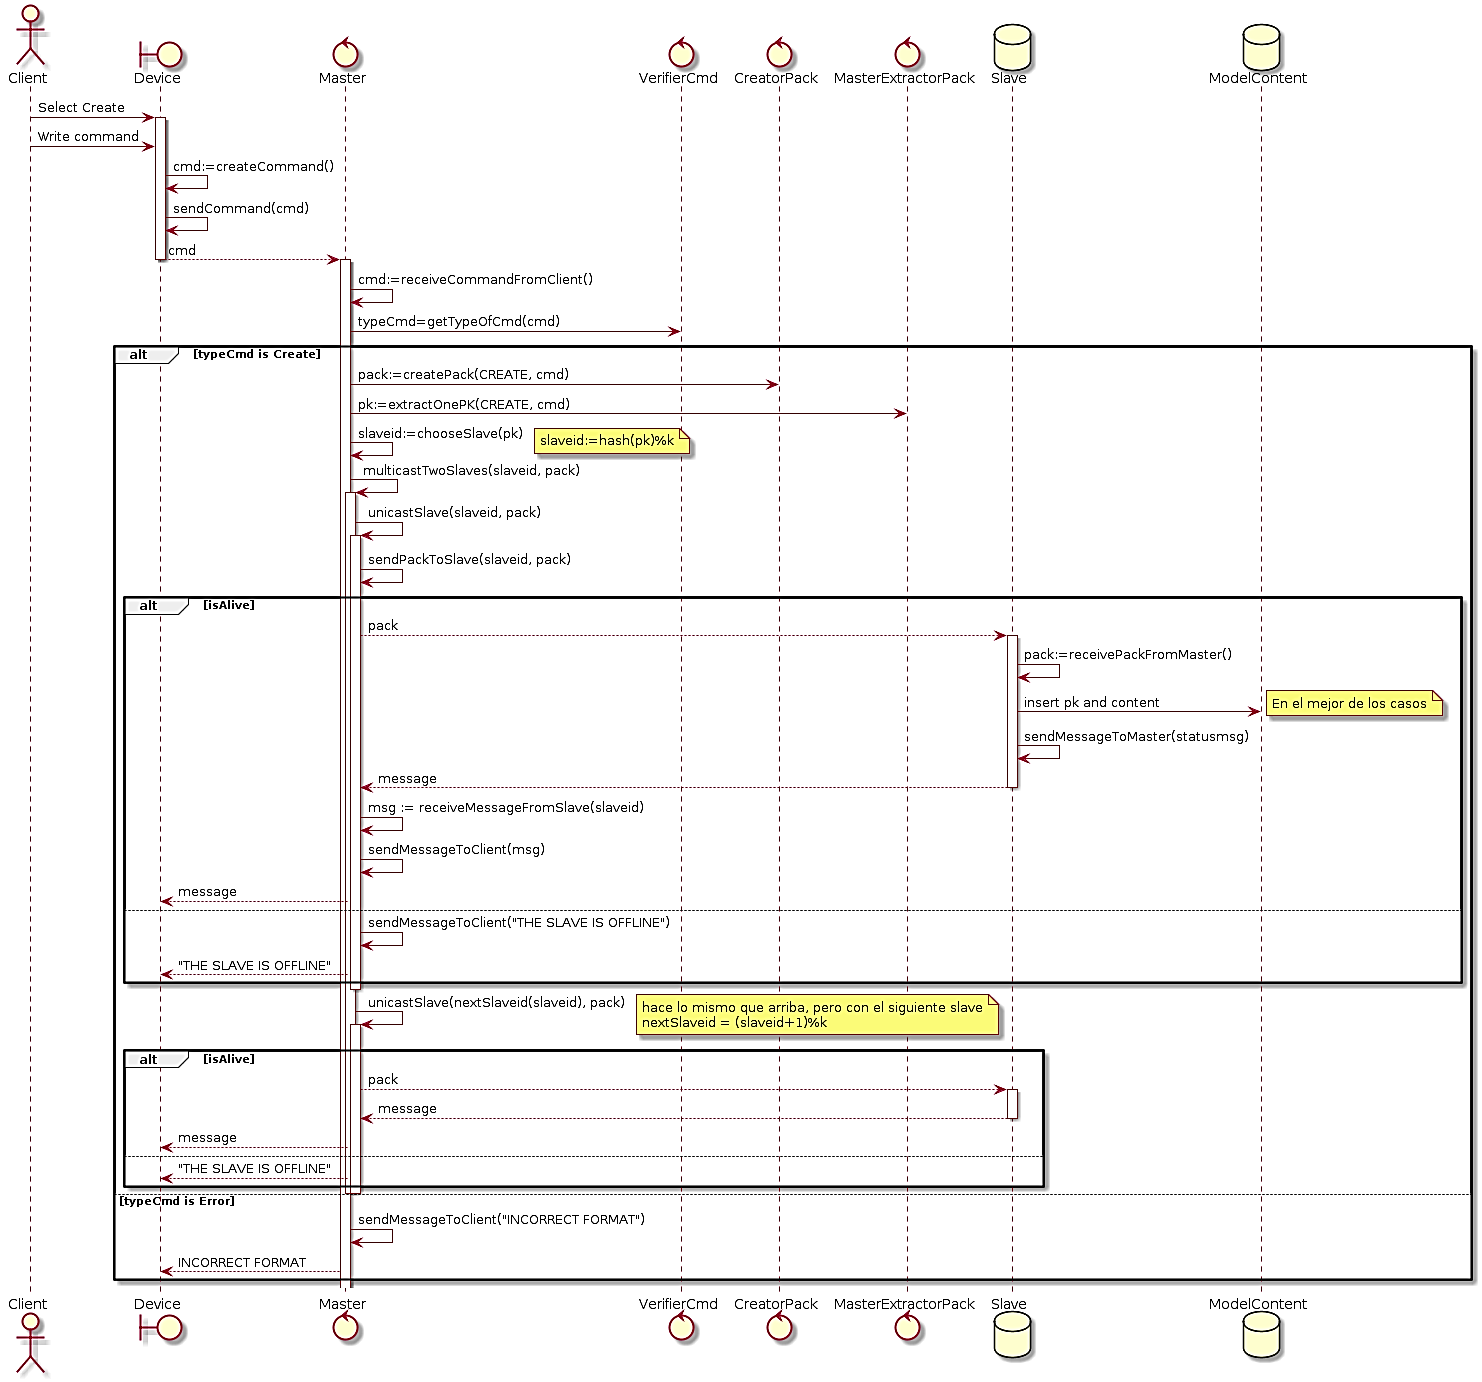 Client
Device
Master
VerifierCmd
CreatorPack
MasterExtractorPack
Slave
ModelContent
Select Create
Write command
cmd:=createCommand()
sendCommand(cmd)
cmd
cmd:=receiveCommandFromClient()
typeCmd=getTypeOfCmd(cmd)
alt [typeCmd is Create]
pack:=createPack(CREATE, cmd)
pk:=extractOnePK(CREATE, cmd)
slaveid:=chooseSlave(pk)
slaveid:=hash(pk)%k
multicastTwoSlaves(slaveid, pack)
unicastSlave(slaveid, pack)
sendPackToSlave(slaveid, pack)
alt [isAlive]
pack
pack:=receivePackFromMaster()
insert pk and content
En el mejor de los casos
sendMessageToMaster(statusmsg)
message
msg := receiveMessageFromSlave(slaveid)
sendMessageToClient(msg)
message
sendMessageToClient("THE SLAVE IS OFFLINE")
"THE SLAVE IS OFFLINE"
unicastSlave(nextSlaveid(slaveid), pack)
hace lo mismo que arriba, pero con el siguiente slave
nextSlaveid = (slaveid+1)%k
alt [isAlive]
pack
message
message
"THE SLAVE IS OFFLINE"
[typeCmd is Error]
sendMessageToClient("INCORRECT FORMAT")
INCORRECT FORMAT
Client
Device
Master
VerifierCmd
CreatorPack
MasterExtractorPack
Slave
ModelContent